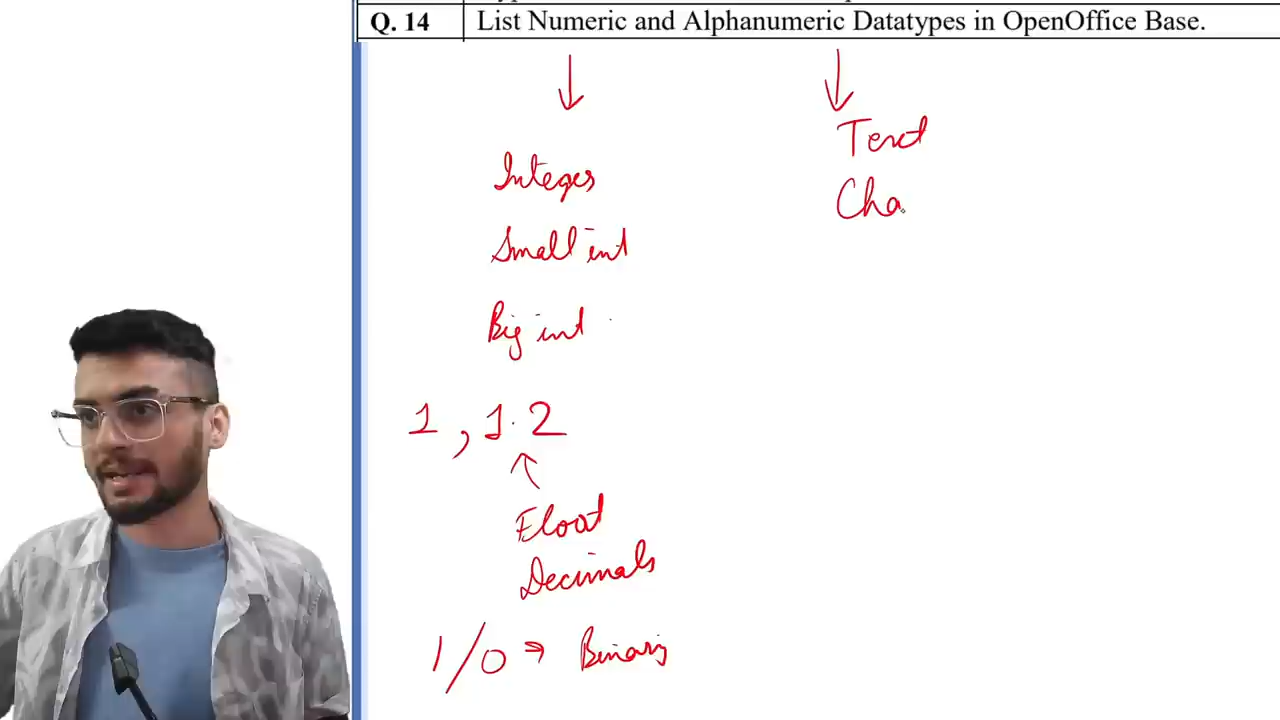 Q. 14 List Numeric and Alphanumeric Datatypes in OpenOffice Base.
Integes
Small int
Big int
1 , 1.2
Float
Decimals
1/0 → Binary
Text
Cha